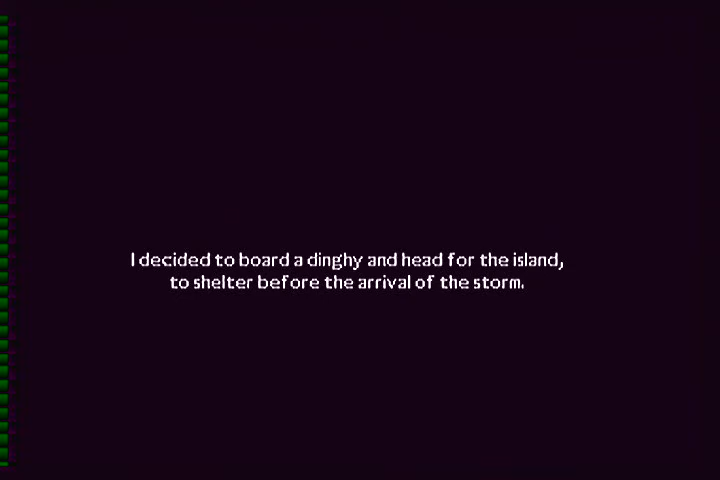 I decided to board a dinghy and head for the island,
to shelter before the arrival of the storm.